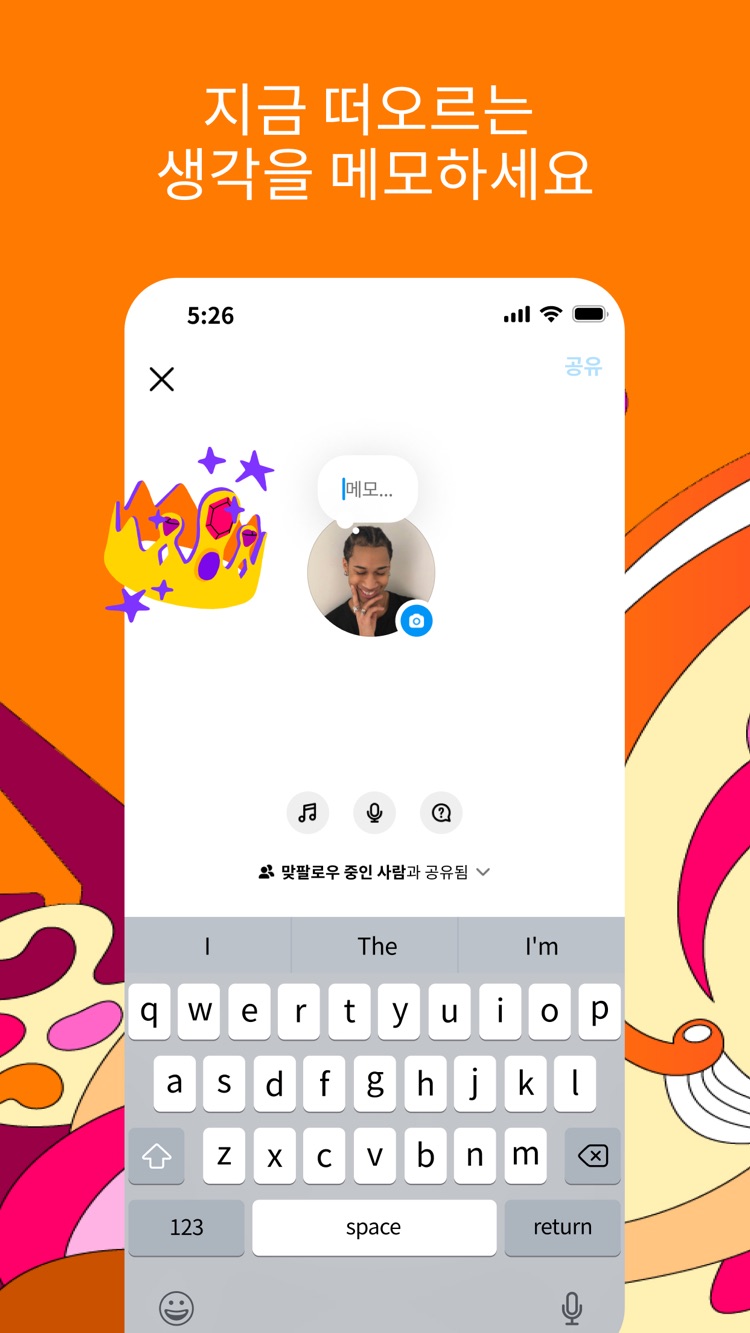 지금 떠오르는
생각을 메모하세요
5:26
공유
메모...
맞팔로우 중인 사람과 공유됨
I The I'm
q w e r t y u i o p
a s d f g h j k l
z x c v b n m
123 space return